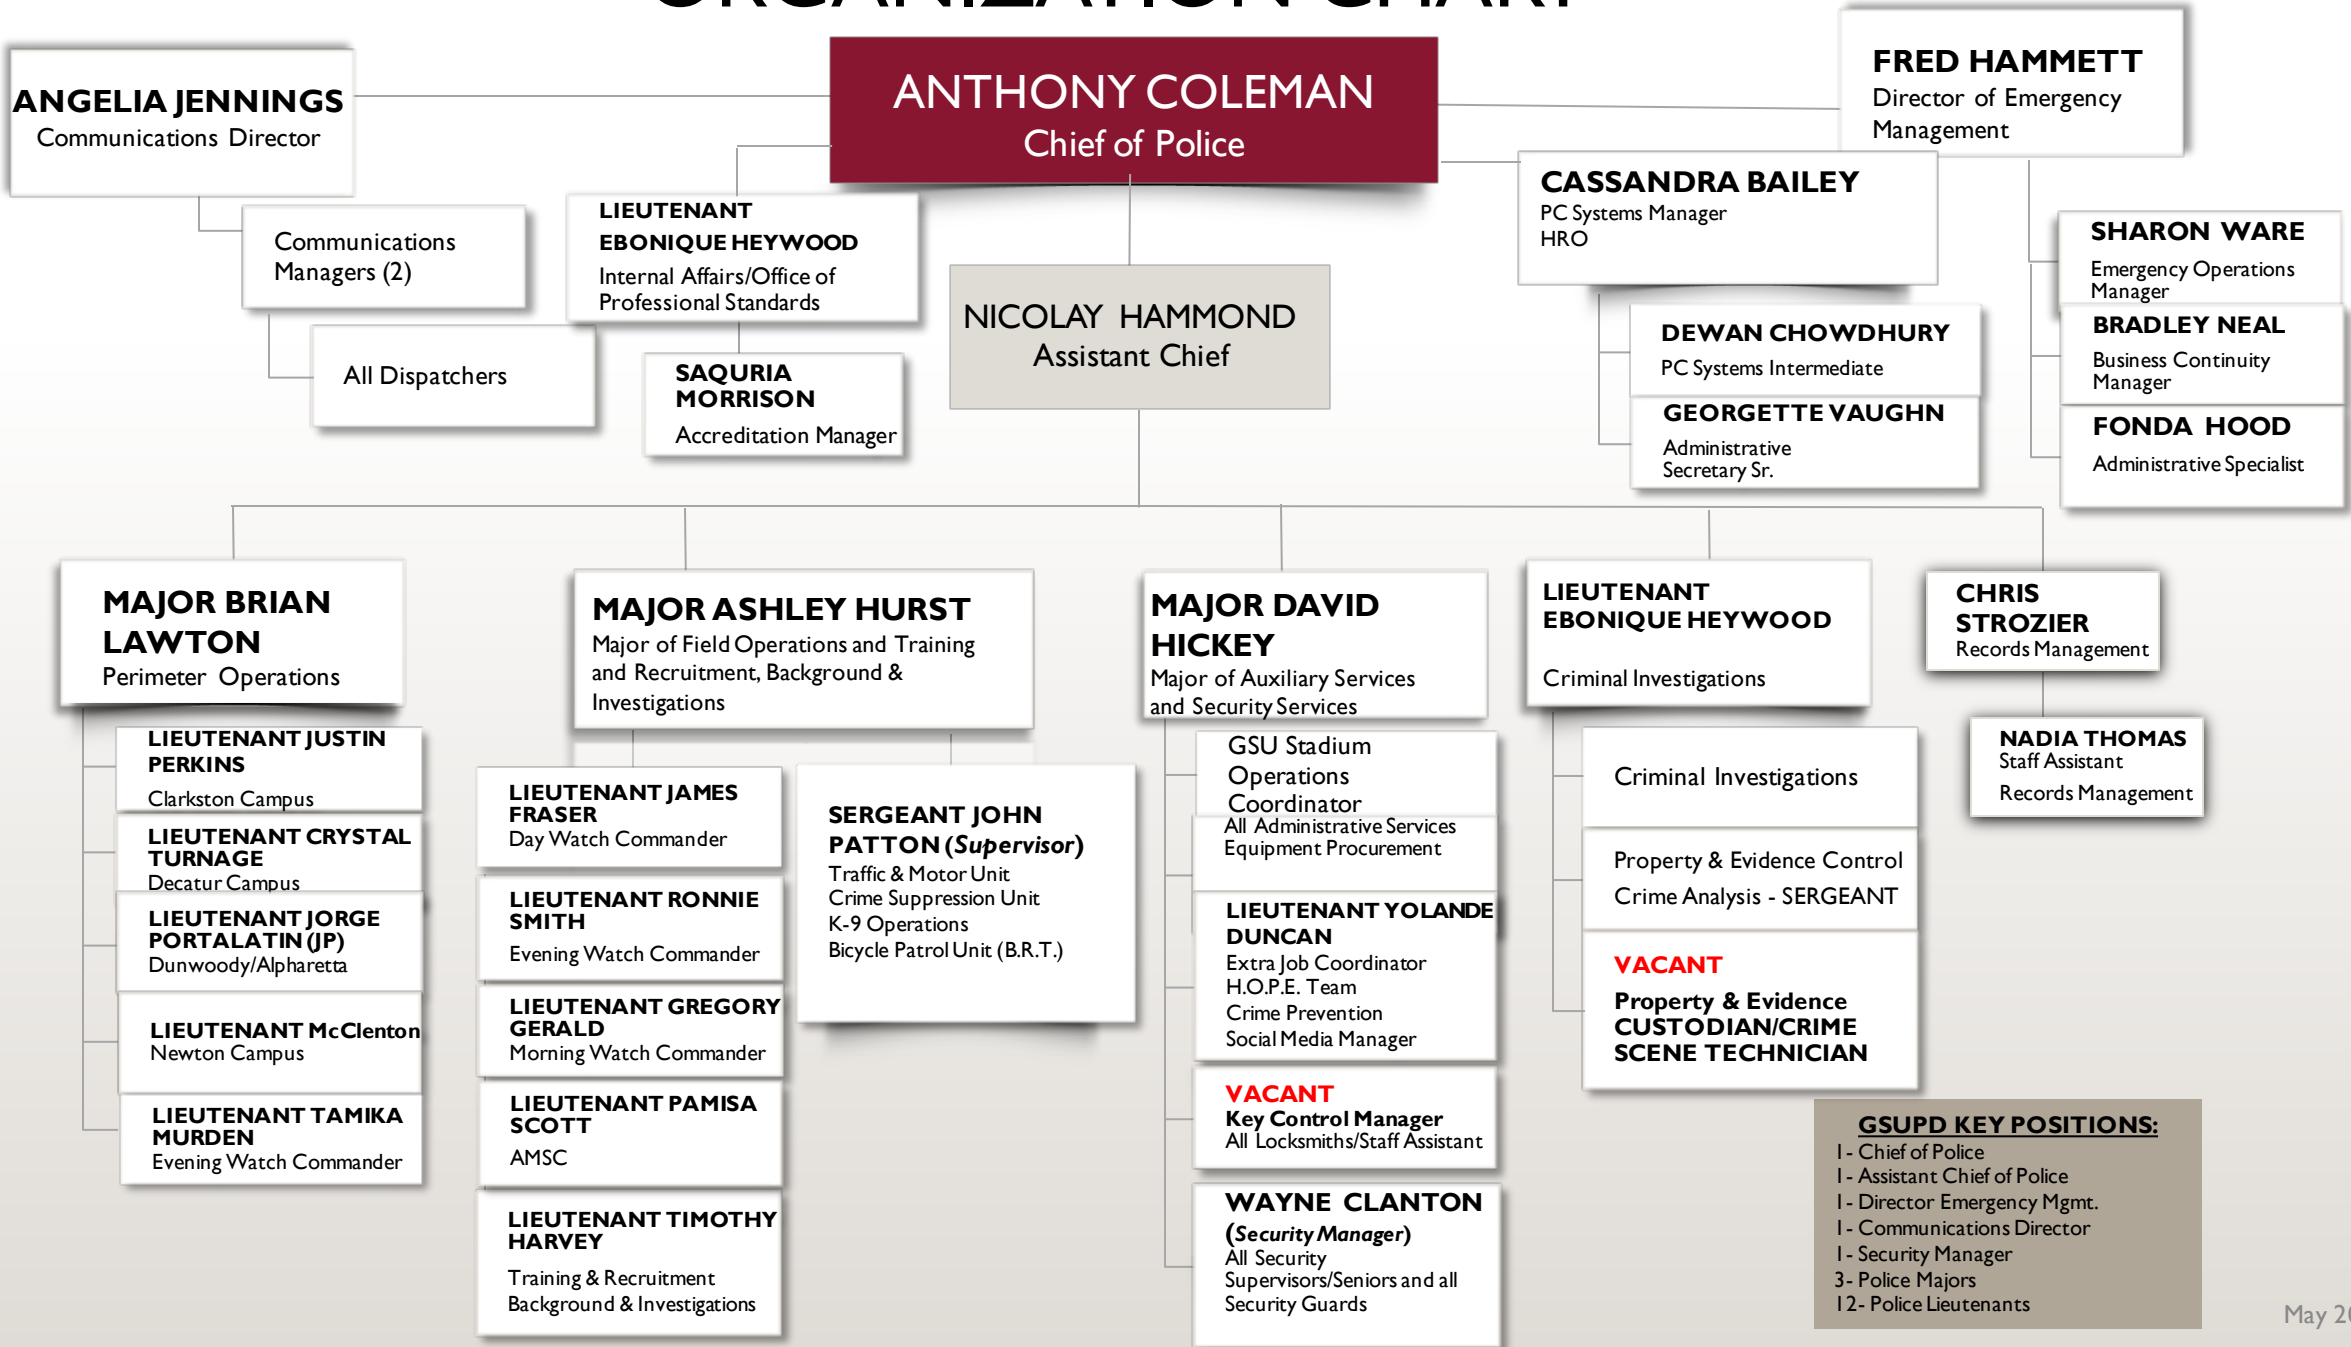 ORGANIZATION CHART
ANGELIA JENNINGS
Communications Director
ANTHONY COLEMAN
Chief of Police
FRED HAMMETT
Director of Emergency
Management
Communications
Managers (2)
All Dispatchers
LIEUTENANT
EBONIQUE HEYWOOD
Internal Affairs/Office of
Professional Standards
SAQURIA
MORRISON
Accreditation Manager
NICOLAY HAMMOND
Assistant Chief
CASSANDRA BAILEY
PC Systems Manager
HRO
DEWAN CHOWDHURY
PC Systems Intermediate
GEORGETTE VAUGHN
Administrative
Secretary Sr.
SHARON WARE
Emergency Operations
Manager
BRADLEY NEAL
Business Continuity
Manager
FONDA HOOD
Administrative Specialist
MAJOR BRIAN
LAWTON
Perimeter Operations
LIEUTENANT JUSTIN
PERKINS
Clarkston Campus
LIEUTENANT CRYSTAL
TURNAGE
Decatur Campus
LIEUTENANT JORGE
PORTALATIN (JP)
Dunwoody/Alpharetta
LIEUTENANT McClenton
Newton Campus
LIEUTENANT TAMIKA
MURDEN
Evening Watch Commander
MAJOR ASHLEY HURST
Major of Field Operations and Training
and Recruitment, Background &
Investigations
LIEUTENANT JAMES
FRASER
Day Watch Commander
LIEUTENANT RONNIE
SMITH
Evening Watch Commander
LIEUTENANT GREGORY
GERALD
Morning Watch Commander
LIEUTENANT PAMISA
SCOTT
AMSC
LIEUTENANT TIMOTHY
HARVEY
Training & Recruitment
Background & Investigations
SERGEANT JOHN
PATTON (Supervisor)
Traffic & Motor Unit
Crime Suppression Unit
K-9 Operations
Bicycle Patrol Unit (B.R.T.)
MAJOR DAVID
HICKEY
Major of Auxiliary Services
and Security Services
GSU Stadium
Operations
Coordinator
All Administrative Services
Equipment Procurement
LIEUTENANT YOLANDE
DUNCAN
Extra Job Coordinator
H.O.P.E. Team
Crime Prevention
Social Media Manager
VACANT
Key Control Manager
All Locksmiths/Staff Assistant
WAYNE CLANTON
(Security Manager)
All Security
Supervisors/Seniors and all
Security Guards
LIEUTENANT
EBONIQUE HEYWOOD
Criminal Investigations
Criminal Investigations
Property & Evidence Control
Crime Analysis - SERGEANT
VACANT
Property & Evidence
CUSTODIAN/CRIME
SCENE TECHNICIAN
CHRIS
STROZIER
Records Management
NADIA THOMAS
Staff Assistant
Records Management
GSUPD KEY POSITIONS:
1- Chief of Police
1- Assistant Chief of Police
1- Director Emergency Mgmt.
1- Communications Director
1- Security Manager
3- Police Majors
12- Police Lieutenants
May